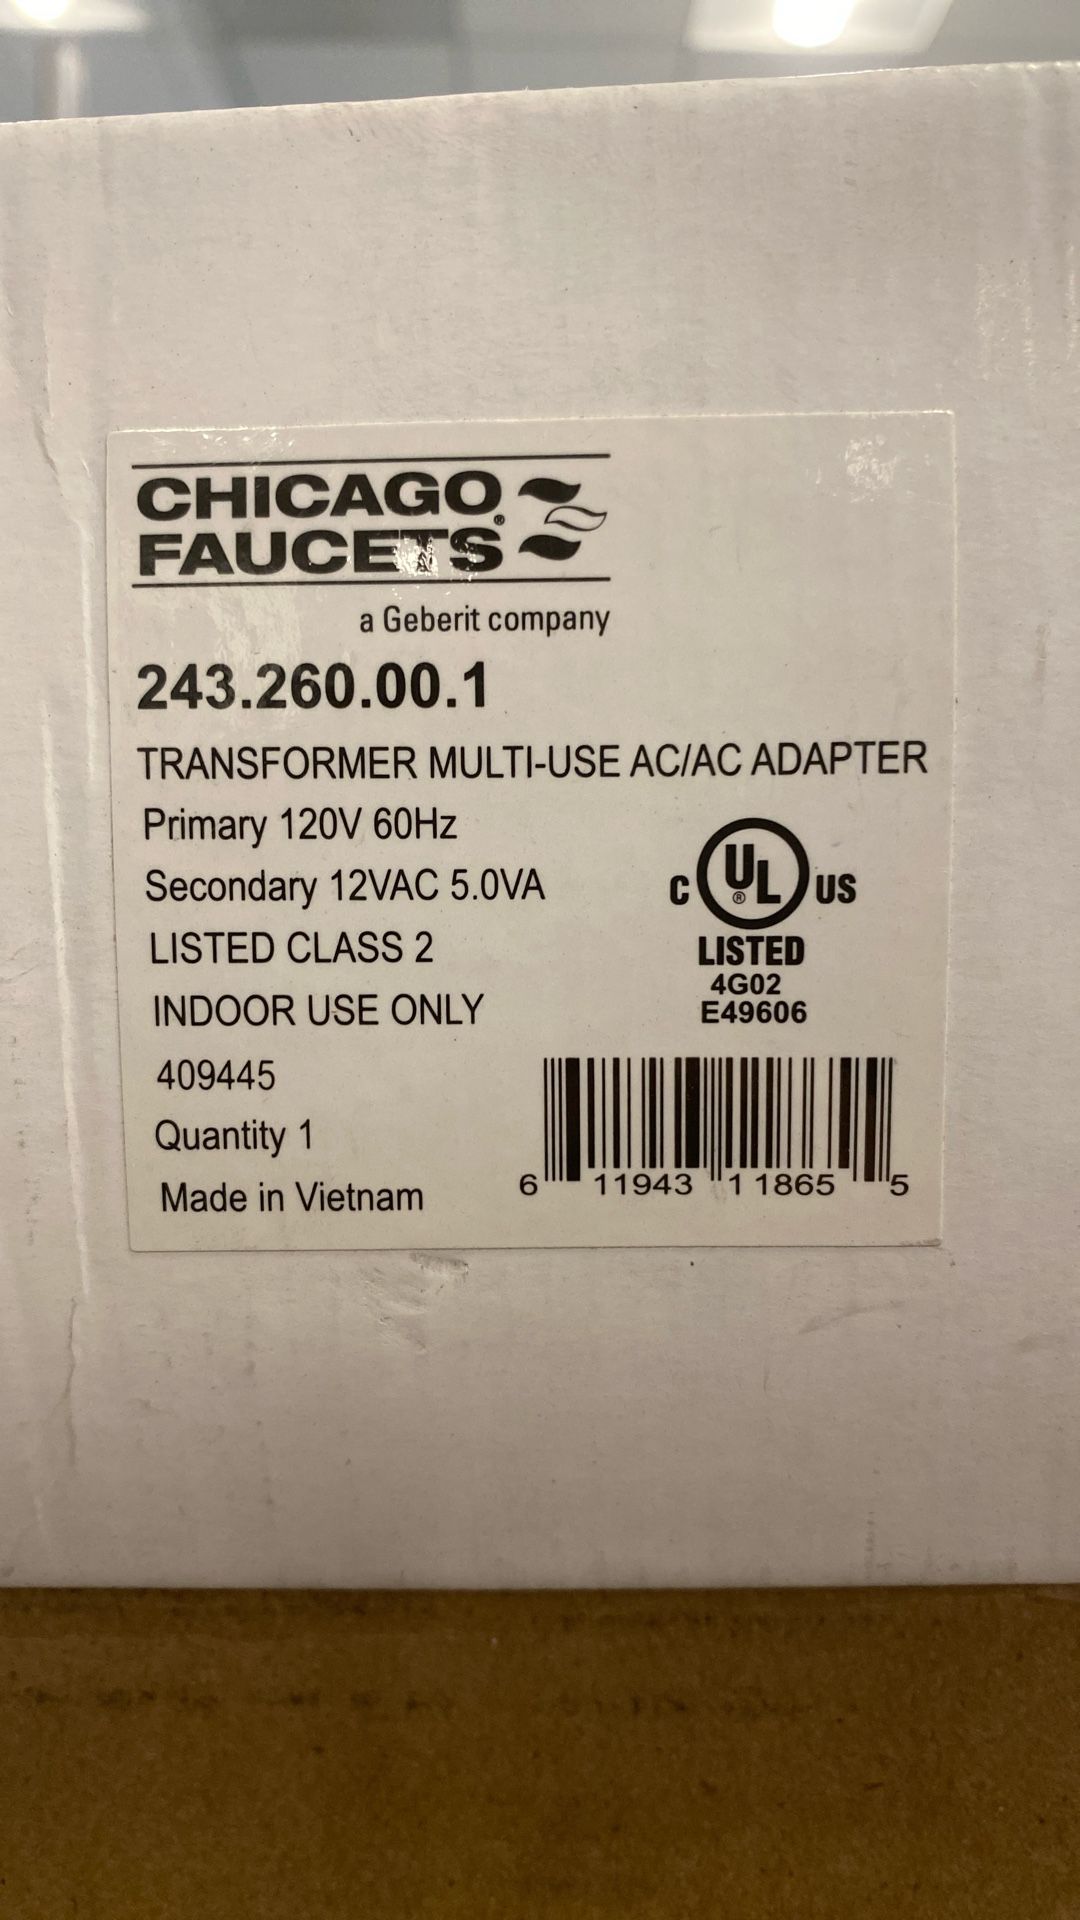 CHICAGO
FAUCETS®
a Geberit company
243.260.00.1
TRANSFORMER MULTI-USE AC/AC ADAPTER
Primary 120V 60Hz
Secondary 12VAC 5.0VA
LISTED CLASS 2
INDOOR USE ONLY
409445
Quantity 1
Made in Vietnam
C UL® US
LISTED
4G02
E49606
6 11943 11865 5